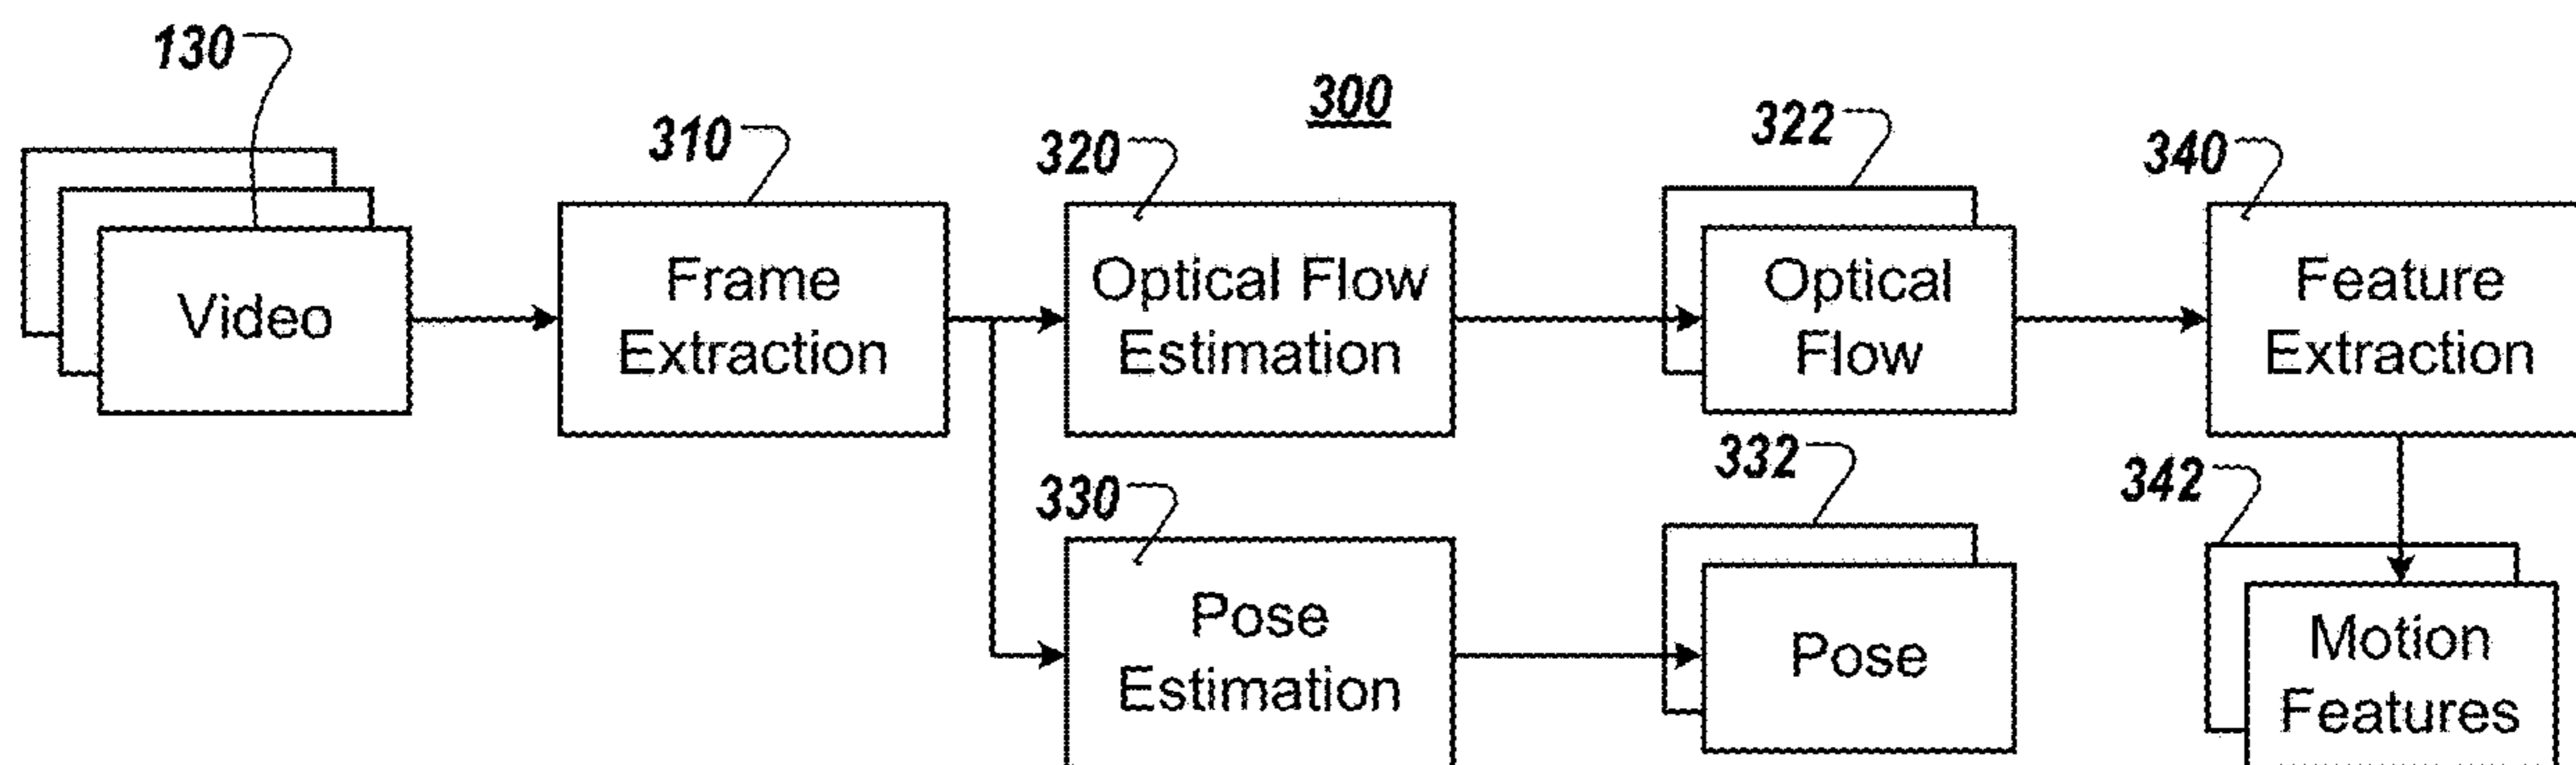 130
300
310
320
322
340
Video
Frame
Extraction
Optical Flow
Estimation
Optical
Flow
Feature
Extraction
330
332
342
Pose
Estimation
Pose
Motion
Features